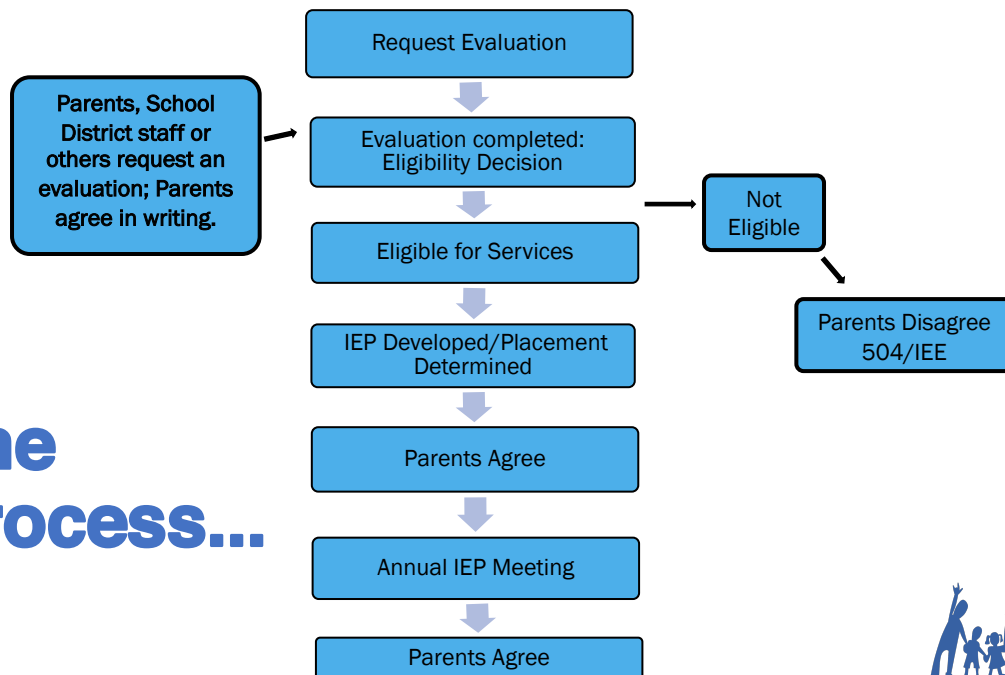 Request Evaluation
Parents, School
District staff or
others request an
evaluation; Parents
agree in writing.
Evaluation completed:
Eligibility Decision
Not
Eligible
Eligible for Services
Parents Disagree
504/IEE
IEP Developed/Placement
Determined
Parents Agree
Annual IEP Meeting
Parents Agree